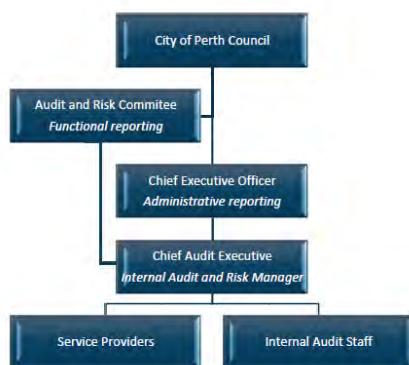 City of Perth Council
Audit and Risk Commitee
Functional reporting
Chief Executive Officer
Administrative reporting
Chief Audit Executive
Internal Audit and Risk Manager
Service Providers
Internal Audit Staff